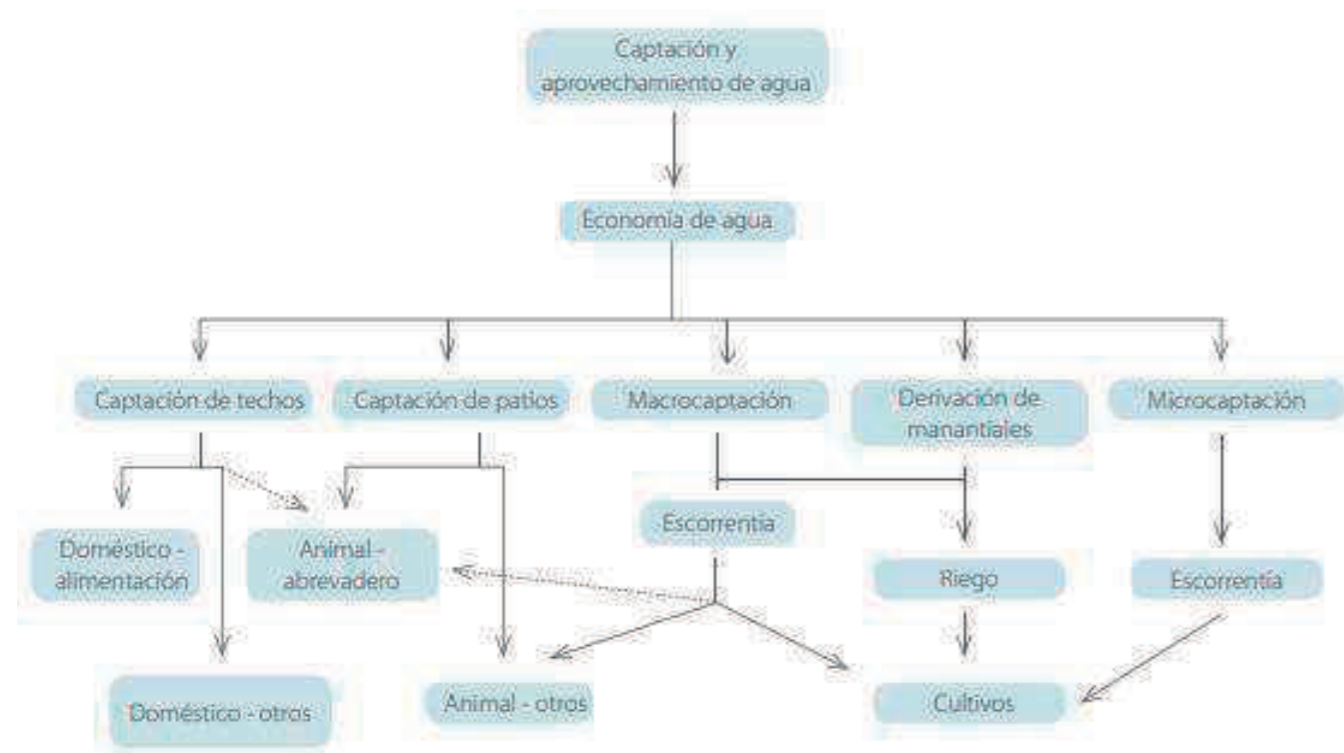 Captación y
aprovechamiento de agua
Economía de agua
Captación de techos
Captación de patios
Macrocaptación
Derivación de
manantiales
Microcaptación
Escorrentía
Doméstico -
alimentación
Animal -
abrevadero
Riego
Escorrentía
Doméstico - otros
Animal - otros
Cultivos